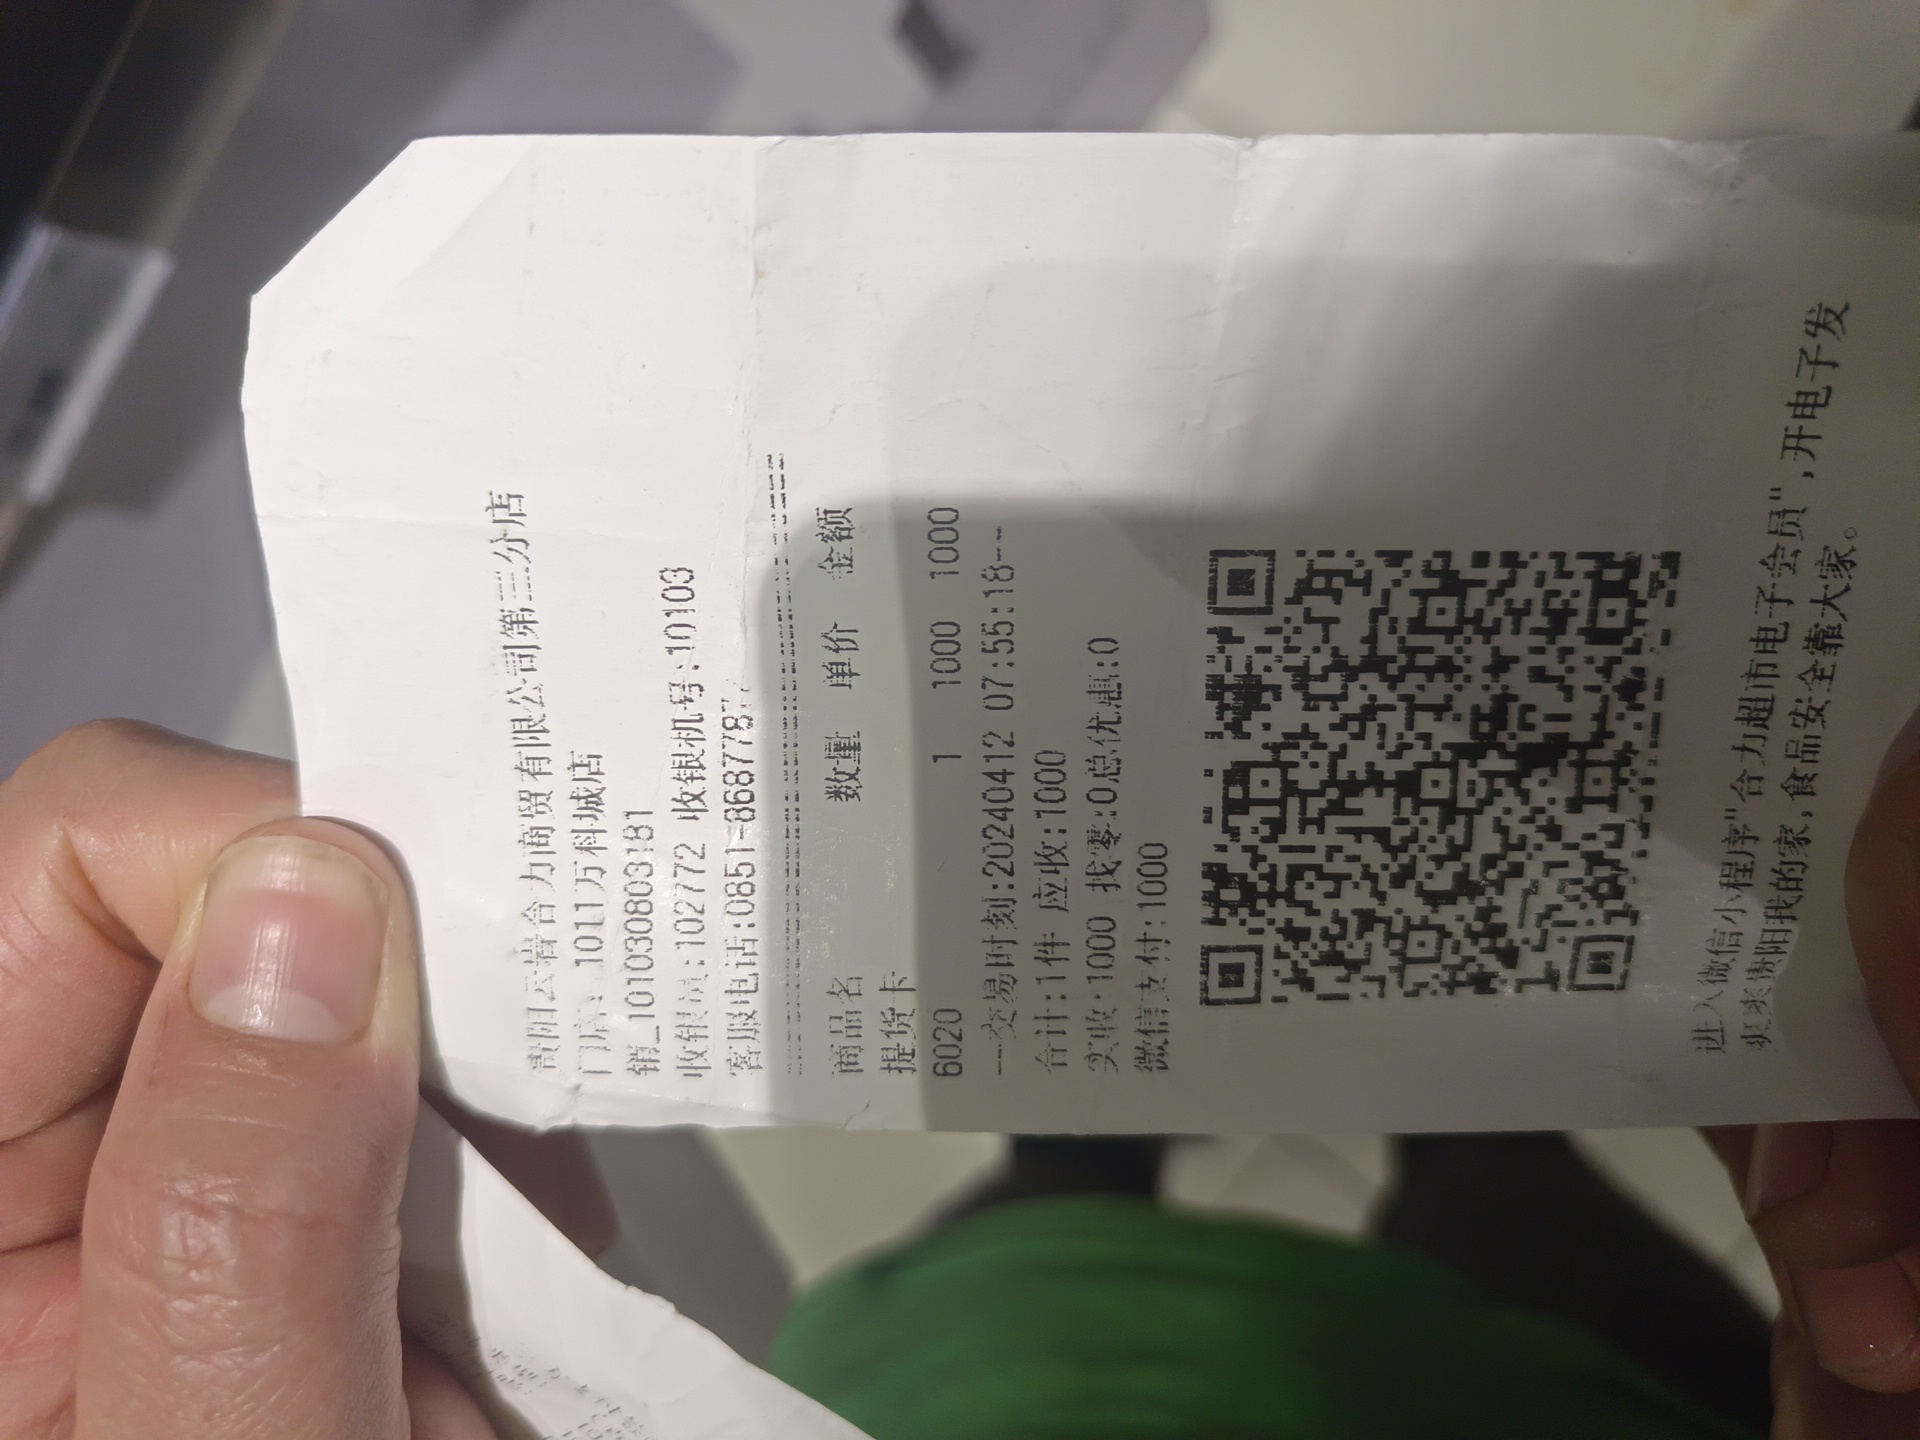 贵阳云岩合力商贸有限公司第三分店
门店: 1011万科城店
销_1010308803181
收银员:102772 收银机号:10103
客服电话:0851-8687787
商品名 数量 单价 金额
提货卡
6020 1 1000 1000
--交易时刻:20240412 07:55:18--
合计:1件 应收:1000
实收:1000 找零:0总优惠:0
微信支付:1000
进入微信小程序"合力超市电子会员",开电子发
爽爽贵阳我的家,食品安全靠大家。